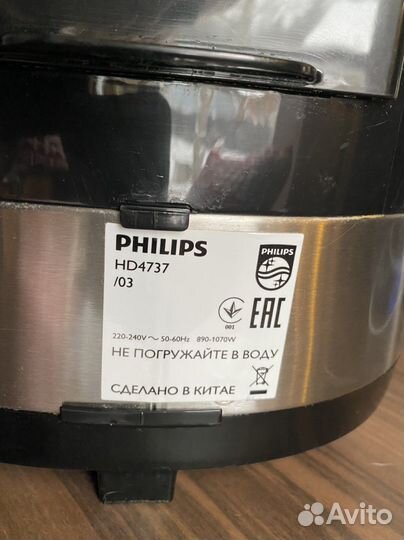 PHILIPS
HD4737
/03
PHILIPS
001
EAC
220-240V ~ 50-60Hz 890-1070W
НЕ ПОГРУЖАЙТЕ В ВОДУ
СДЕЛАНО В КИТАЕ
Avito